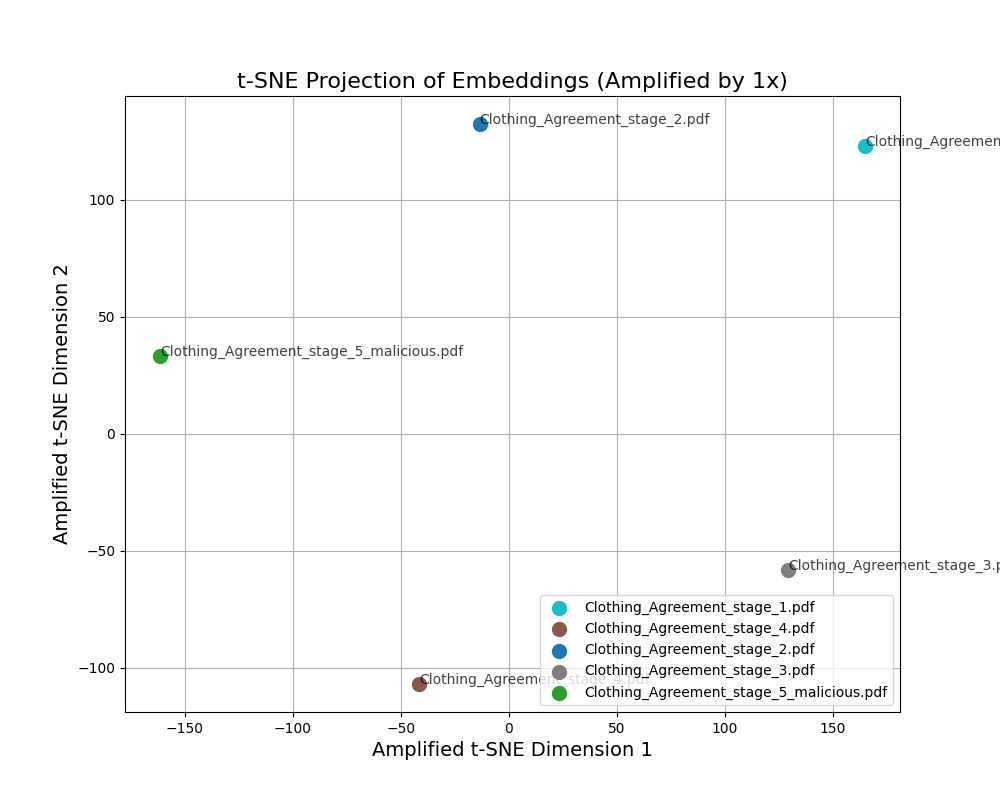 t-SNE Projection of Embeddings (Amplified by 1x)
Clothing_Agreement_stage_2.pdf
Clothing_Agreemen
100
50
Clothing_Agreement_stage_5_malicious.pdf
0
−50
Clothing_Agreement_stage_3.p
−100
Clothing_Agreement_stage_4.pdf
Clothing_Agreement_stage_1.pdf
Clothing_Agreement_stage_4.pdf
Clothing_Agreement_stage_2.pdf
Clothing_Agreement_stage_3.pdf
Clothing_Agreement_stage_5_malicious.pdf
−150 −100 −50 0 50 100 150
Amplified t-SNE Dimension 1
Amplified t-SNE Dimension 2